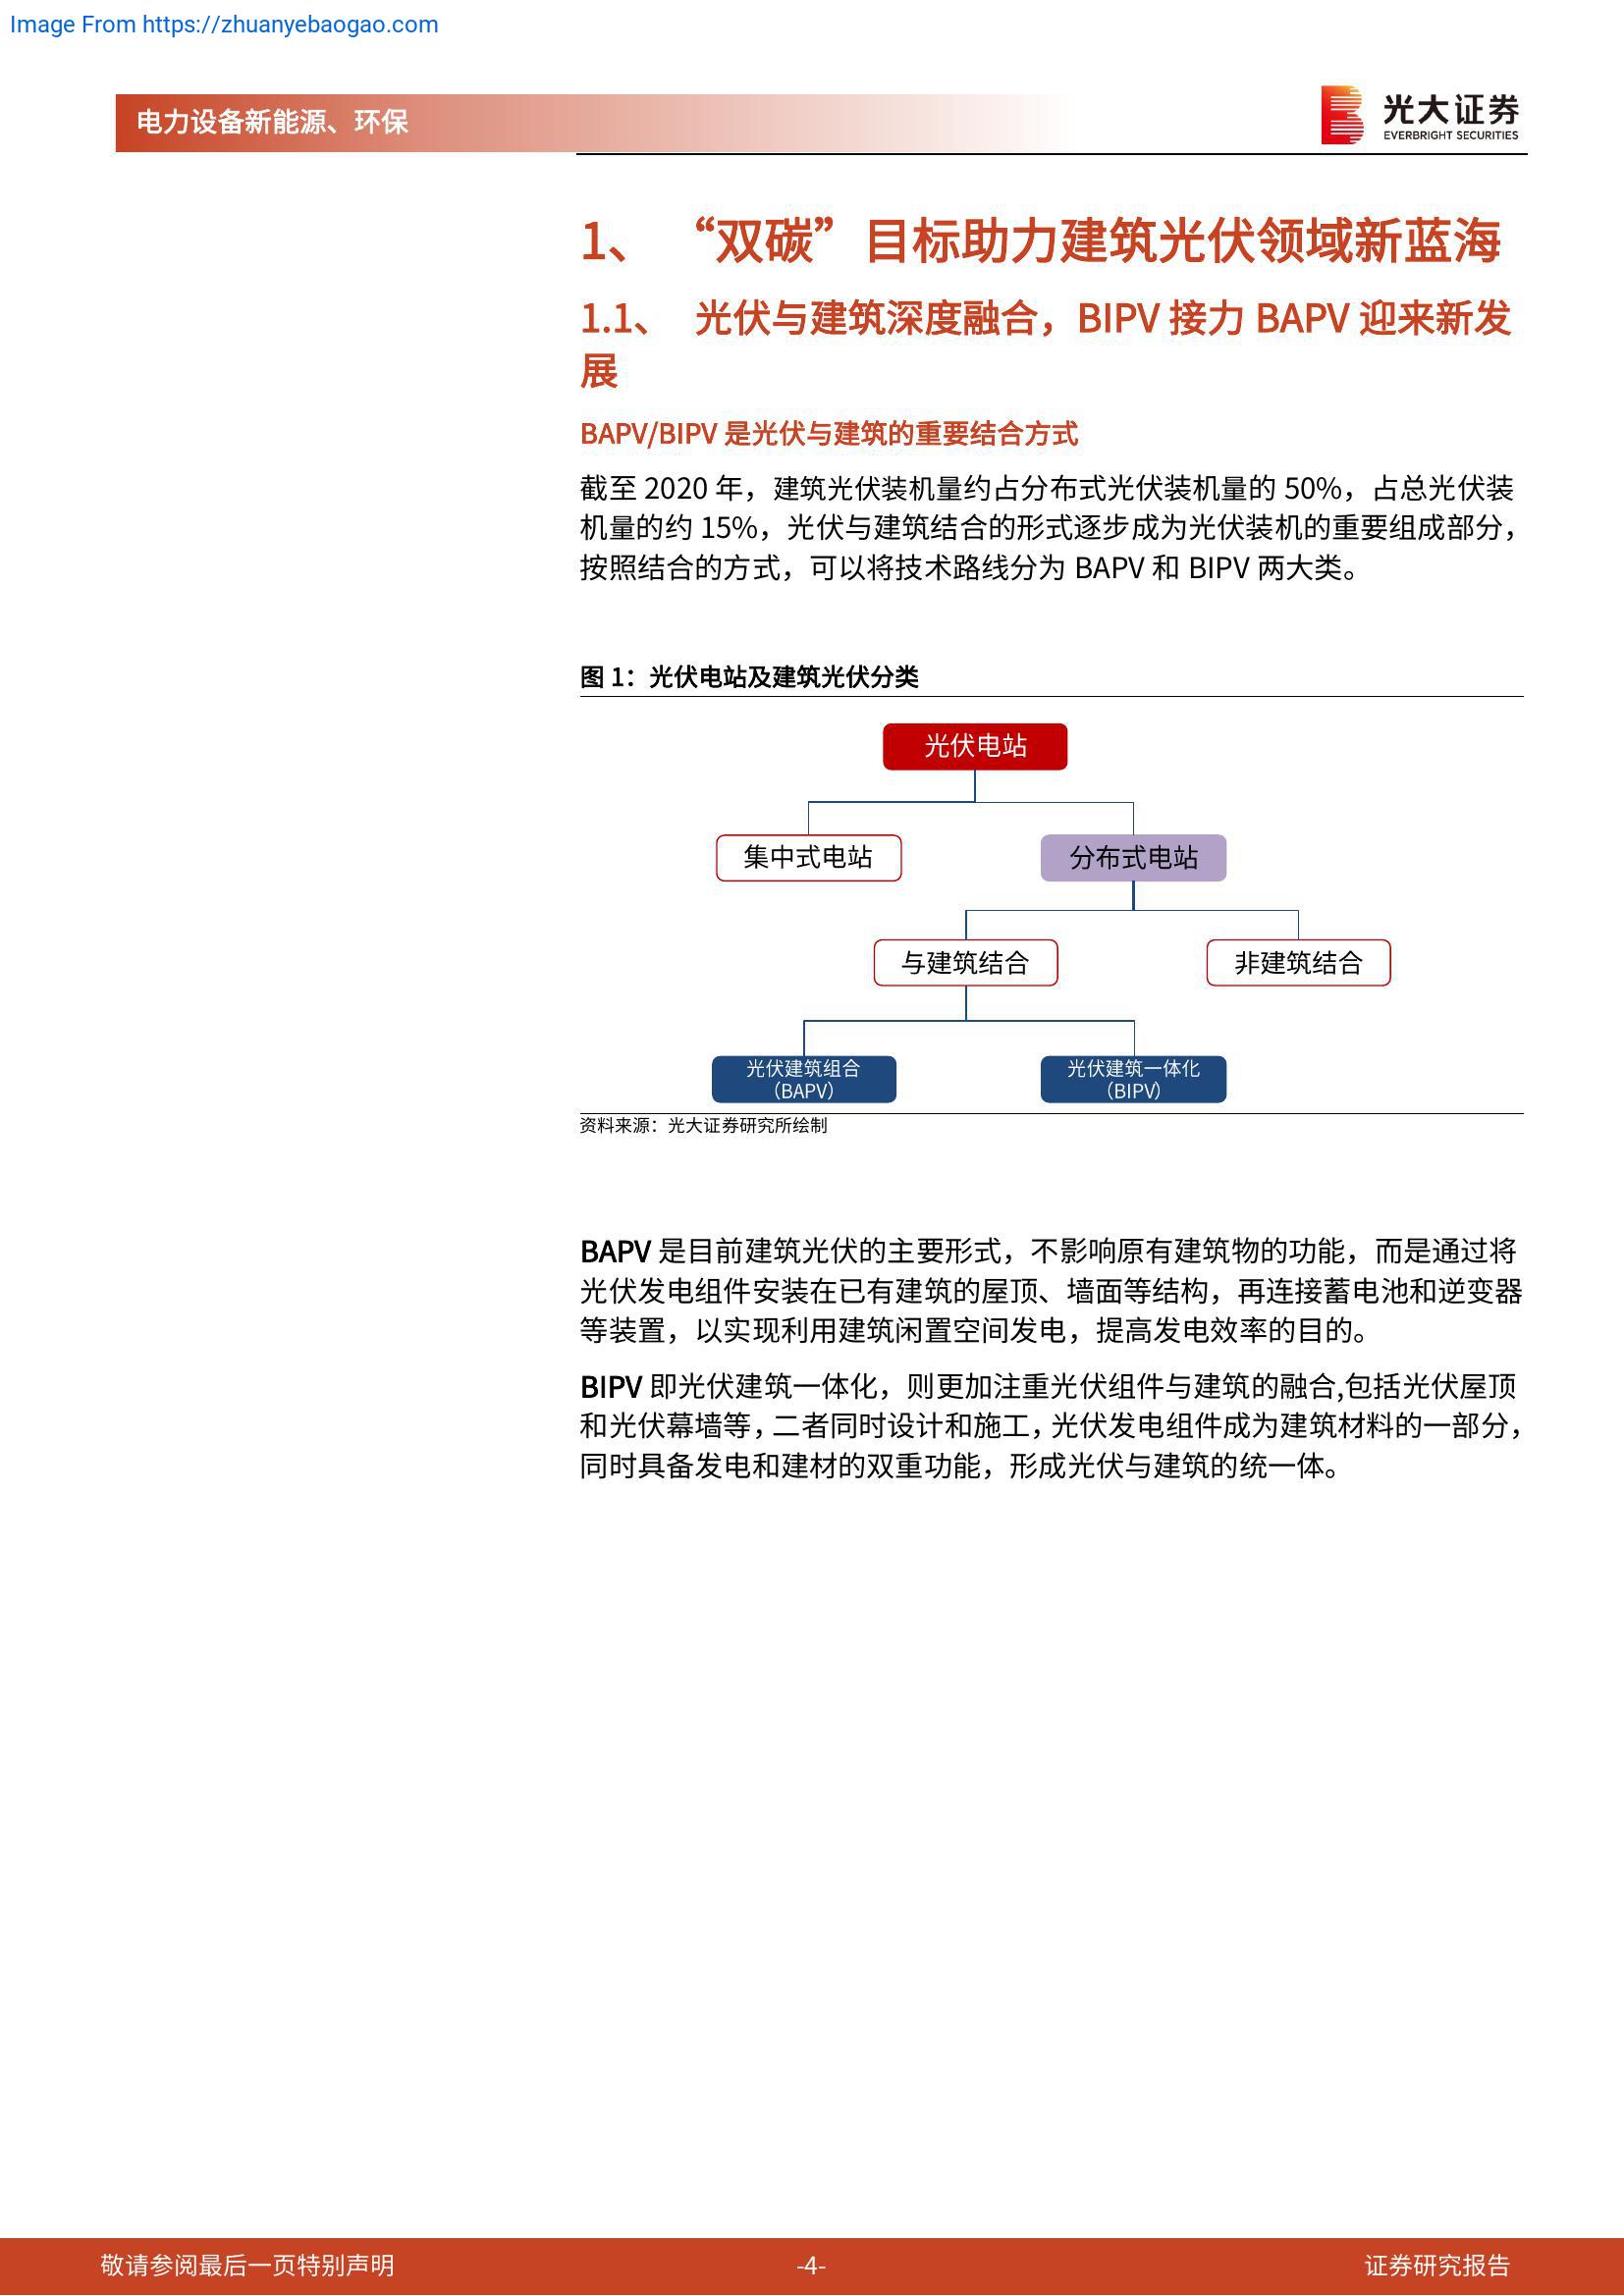 Image From https://zhuanyebaogao.com
电力设备新能源、环保
光大证券
EVERBRIGHT SECURITIES
1、 “双碳”目标助力建筑光伏领域新蓝海
1.1、 光伏与建筑深度融合，BIPV 接力 BAPV 迎来新发
展
BAPV/BIPV 是光伏与建筑的重要结合方式
截至 2020 年，建筑光伏装机量约占分布式光伏装机量的 50%，占总光伏装
机量的约 15%，光伏与建筑结合的形式逐步成为光伏装机的重要组成部分，
按照结合的方式，可以将技术路线分为 BAPV 和 BIPV 两大类。
图 1：光伏电站及建筑光伏分类
光伏电站
集中式电站 分布式电站
与建筑结合 非建筑结合
光伏建筑组合 光伏建筑一体化
（BAPV） （BIPV）
资料来源：光大证券研究所绘制
BAPV 是目前建筑光伏的主要形式，不影响原有建筑物的功能，而是通过将
光伏发电组件安装在已有建筑的屋顶、墙面等结构，再连接蓄电池和逆变器
等装置，以实现利用建筑闲置空间发电，提高发电效率的目的。
BIPV 即光伏建筑一体化，则更加注重光伏组件与建筑的融合,包括光伏屋顶
和光伏幕墙等，二者同时设计和施工，光伏发电组件成为建筑材料的一部分，
同时具备发电和建材的双重功能，形成光伏与建筑的统一体。
敬请参阅最后一页特别声明 -4- 证券研究报告